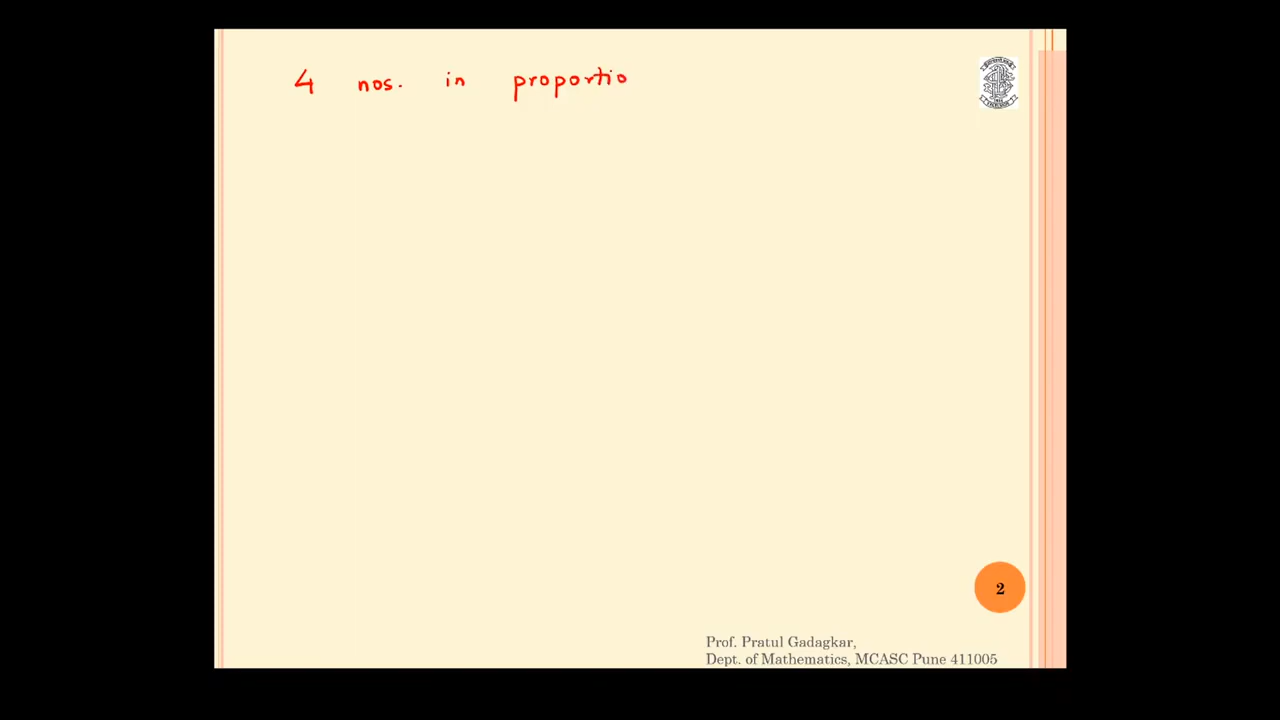 4 nos. in proportio
2
Prof. Pratul Gadagkar,
Dept. of Mathematics, MCASC Pune 411005